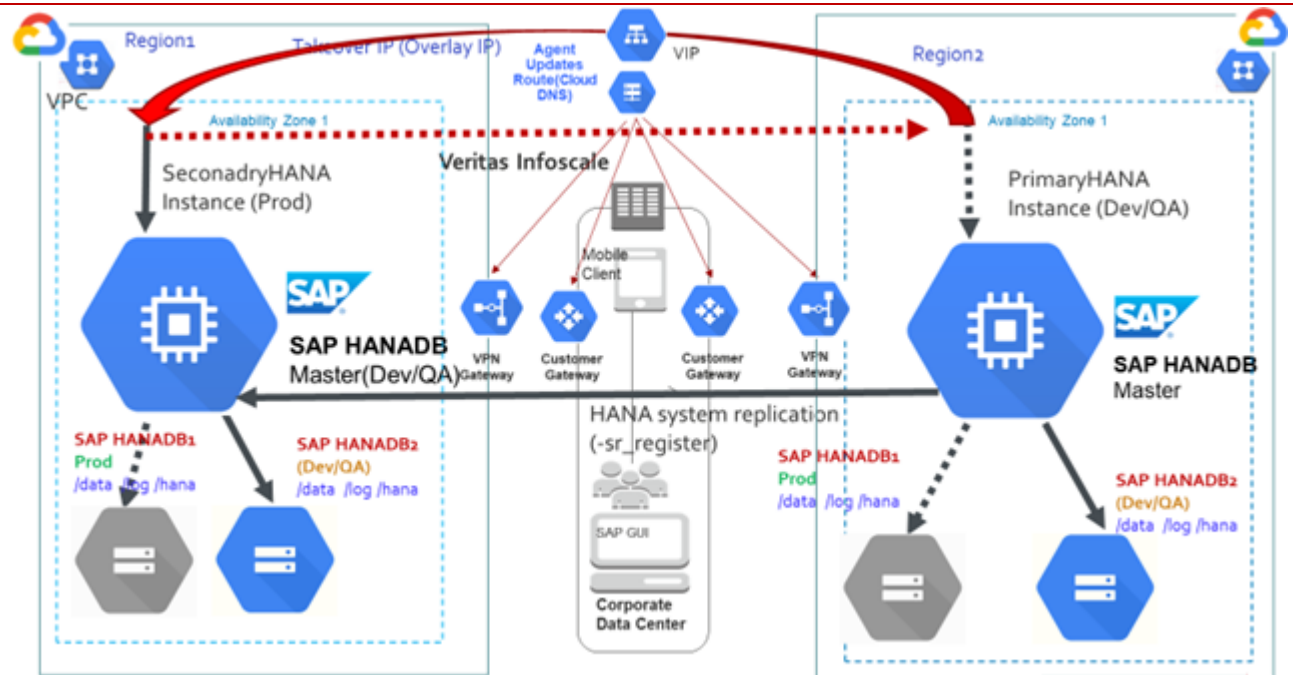 Region1
Takeover IP (Overlay IP)
VPC
Agent
Updates
Route(Cloud
DNS)
VIP
Region2
Availability Zone 1
Availability Zone 1
Veritas Infoscale
SeconadryHANA
Instance (Prod)
PrimaryHANA
Instance (Dev/QA)
Mobile
Client
SAP
SAP HANADB
Master(Dev/QA)
VPN
Gateway
Customer
Gateway
Customer
Gateway
VPN
Gateway
SAP
SAP HANADB
Master
HANA system replication
(-sr_register)
SAP HANADB1
Prod
/data /log /hana
SAP HANADB2
(Dev/QA)
/data /log /hana
SAP HANADB1
Prod
/data /log /hana
SAP HANADB2
(Dev/QA)
/data /log /hana
SAP GUI
Corporate
Data Center